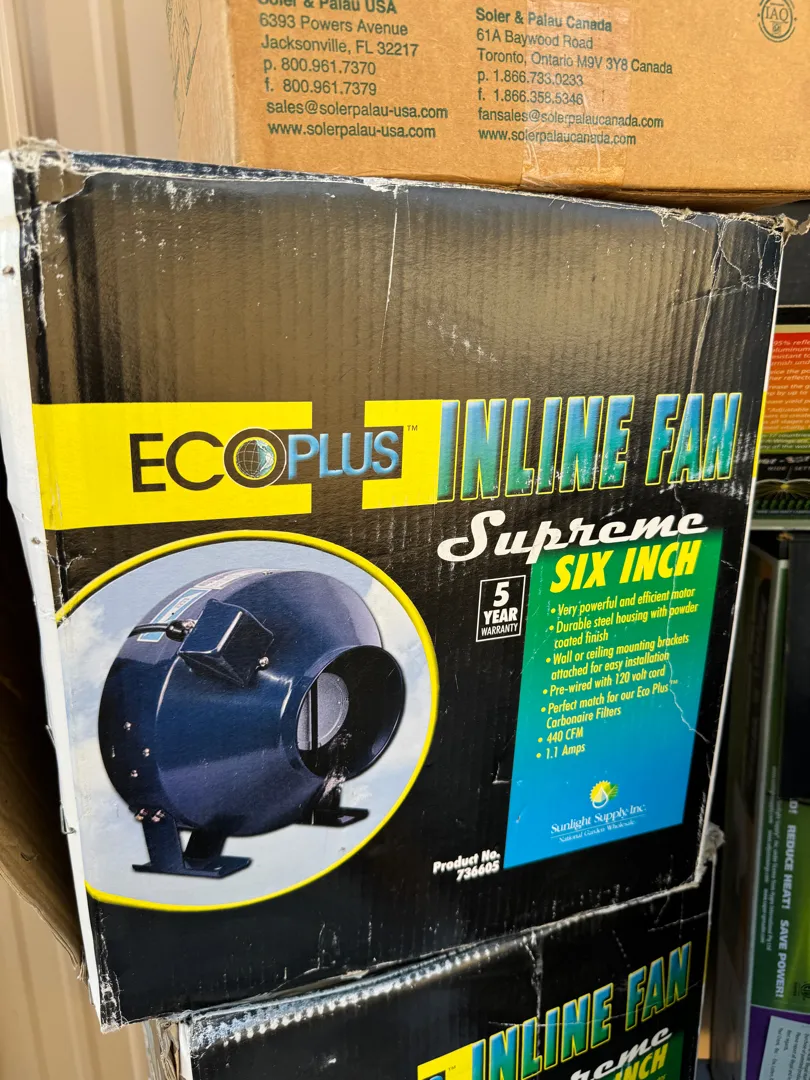 Soler & Palau USA
6393 Powers Avenue
Jacksonville, FL 32217
p. 800.961.7370
f. 800.961.7379
sales@solerpalau-usa.com
www.solerpalau-usa.com
Soler & Palau Canada
61A Baywood Road
Toronto, Ontario M9V 3Y8 Canada
p. 1.866.733.0233
f. 1.866.358.5346
fansales@solerpalaucanada.com
www.solerpalaucanada.com
IAQ
ECOPLUS™ INLINE FAN
Supreme
SIX INCH
5
YEAR
WARRANTY
• Very powerful and efficient motor
• Durable steel housing with powder
coated finish
• Wall or ceiling mounting brackets
attached for easy installation
• Pre-wired with 120 volt cord
• Perfect match for our Eco Plus™
Carbonaire Filters
• 440 CFM
• 1.1 Amps
Sunlight Supply Inc.
National Garden Wholesale
Product No.
736605
INLINE FAN
Supreme
INCH
REDUCE HEAT! SAVE POWER!